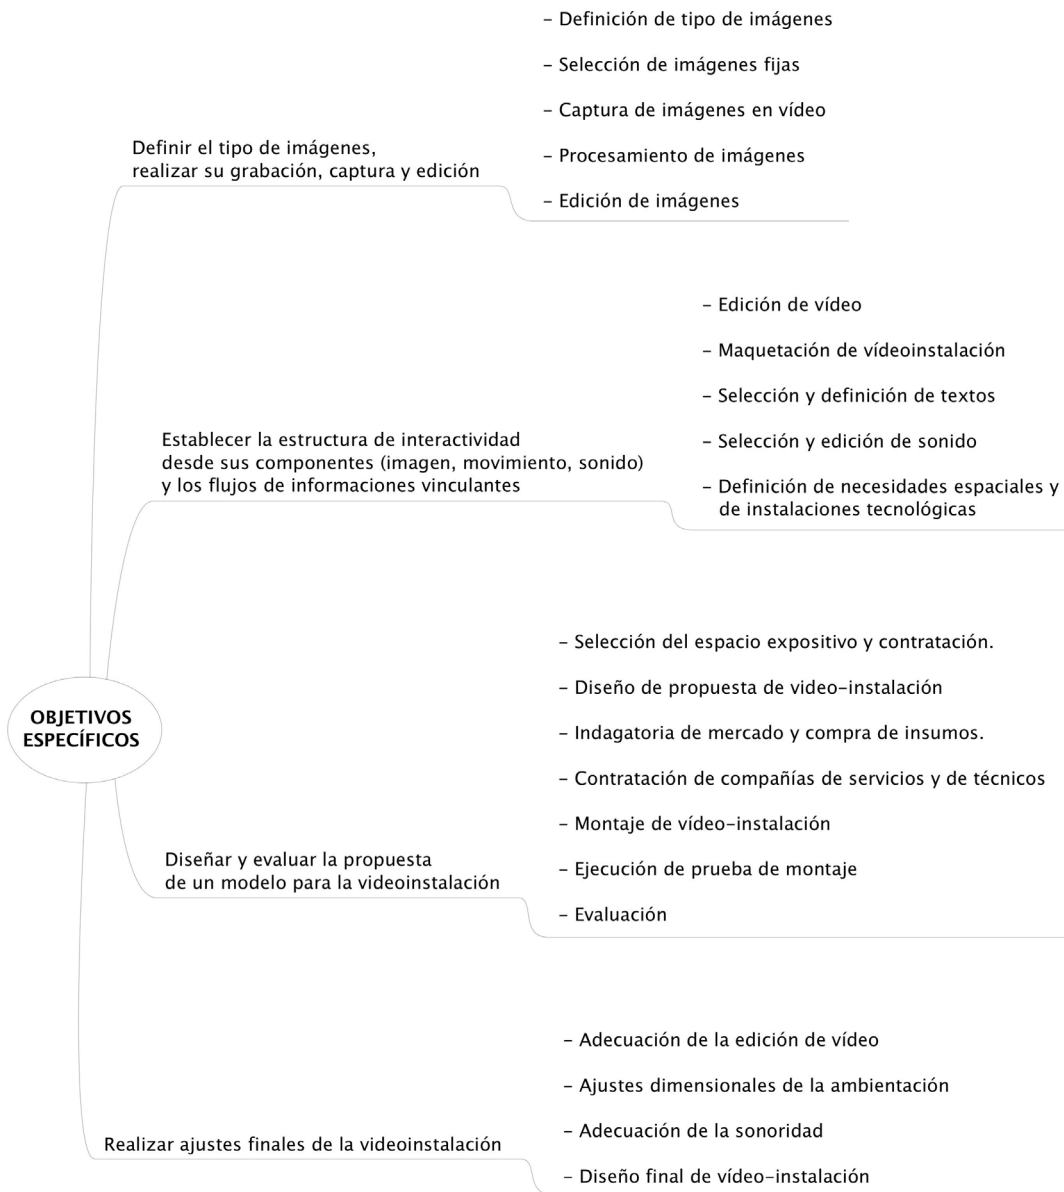 OBJETIVOS
ESPECÍFICOS
Definir el tipo de imágenes,
realizar su grabación, captura y edición
– Definición de tipo de imágenes
– Selección de imágenes fijas
– Captura de imágenes en vídeo
– Procesamiento de imágenes
– Edición de imágenes
Establecer la estructura de interactividad
desde sus componentes (imagen, movimiento, sonido)
y los flujos de informaciones vinculantes
– Edición de vídeo
– Maquetación de vídeoinstalación
– Selección y definición de textos
– Selección y edición de sonido
– Definición de necesidades espaciales y
de instalaciones tecnológicas
Diseñar y evaluar la propuesta
de un modelo para la videoinstalación
– Selección del espacio expositivo y contratación.
– Diseño de propuesta de video–instalación
– Indagatoria de mercado y compra de insumos.
– Contratación de compañías de servicios y de técnicos
– Montaje de vídeo–instalación
– Ejecución de prueba de montaje
– Evaluación
Realizar ajustes finales de la videoinstalación
– Adecuación de la edición de vídeo
– Ajustes dimensionales de la ambientación
– Adecuación de la sonoridad
– Diseño final de vídeo–instalación